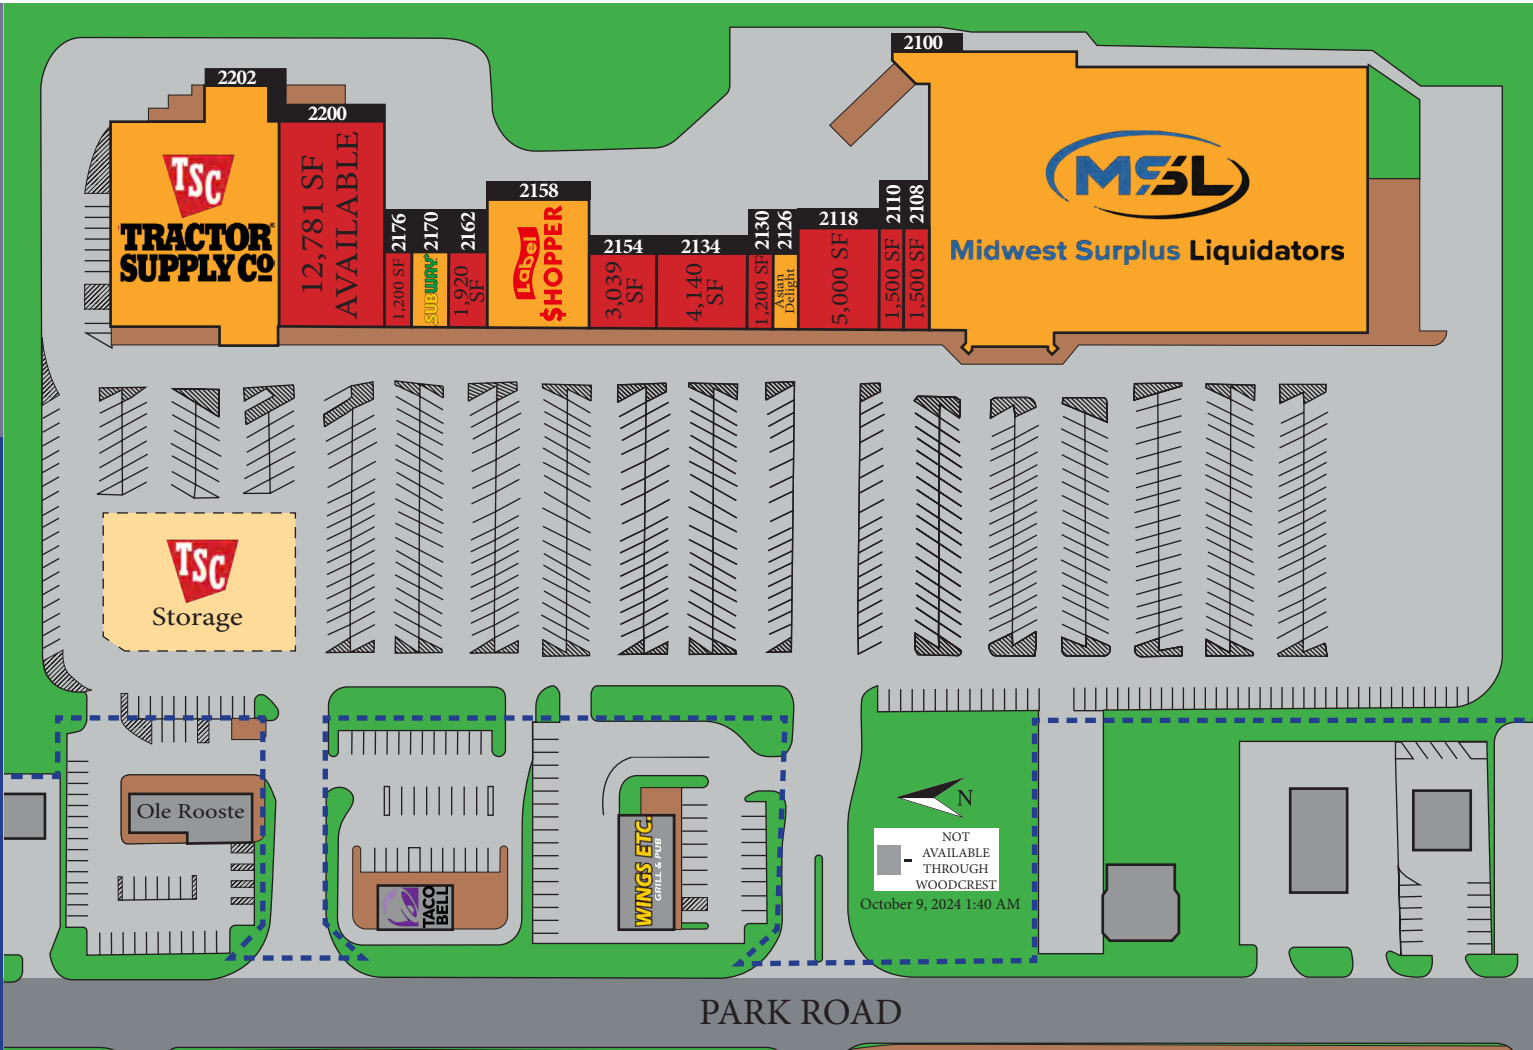 2100
2202
2200
TSC
TRACTOR
SUPPLY CO
12,781 SF
AVAILABLE
2176
1,200 SF
2170
SUBWAY
2162
1,920
SF
2158
Label
$HOPPER
2154
3,039
SF
2134
4,140
SF
2130
1,200 SF
2126
Asian
Delight
2118
5,000 SF
2110
1,500 SF
2108
1,500 SF
MSL
Midwest Surplus Liquidators
TSC
Storage
Ole Rooste
TACO
BELL
WINGS ETC.
GRILL & PUB
N
NOT
AVAILABLE
THROUGH
WOODCREST
October 9, 2024 1:40 AM
PARK ROAD